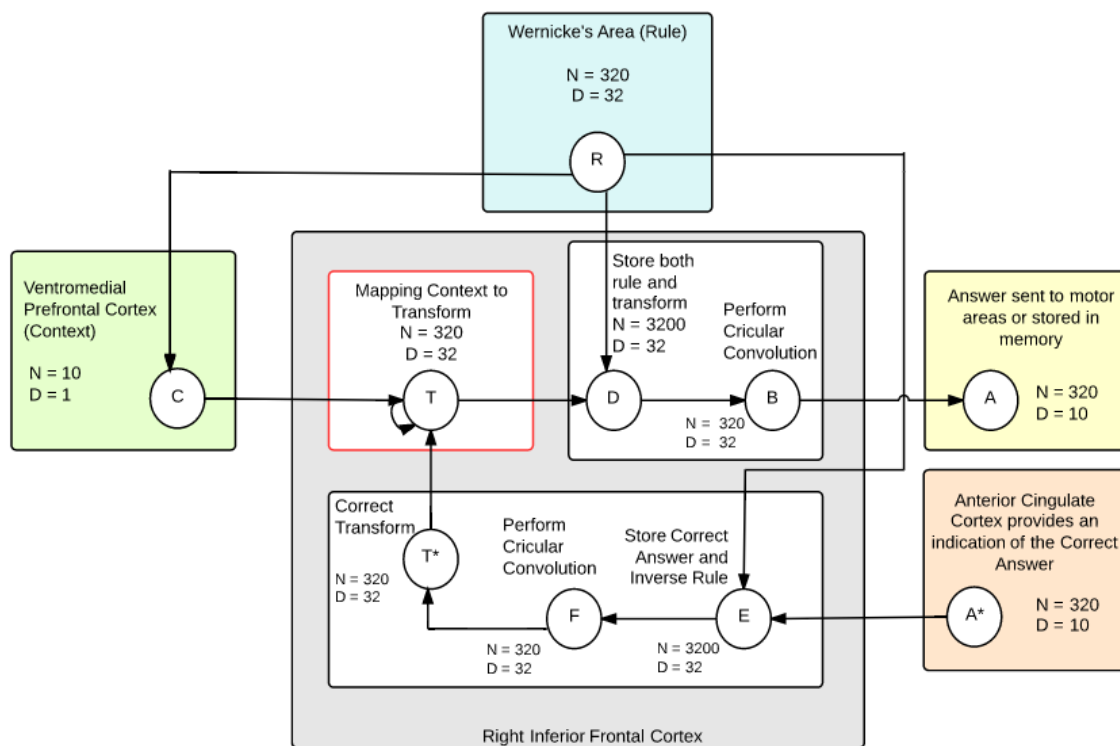 Wernicke's Area (Rule)
N = 320
D = 32
R
Ventromedial
Prefrontal Cortex
(Context)
N = 10
D = 1
C
Mapping Context to
Transform
N = 320
D = 32
T
Store both
rule and
transform
N = 3200
D = 32
D
Perform
Cricular
Convolution
B
N = 320
D = 32
Answer sent to motor
areas or stored in
memory
A
N = 320
D = 10
Correct
Transform
T*
N = 320
D = 32
Perform
Cricular
Convolution
F
N = 320
D = 32
Store Correct
Answer and
Inverse Rule
E
N = 3200
D = 32
Anterior Cingulate
Cortex provides an
indication of the Correct
Answer
A*
N = 320
D = 10
Right Inferior Frontal Cortex